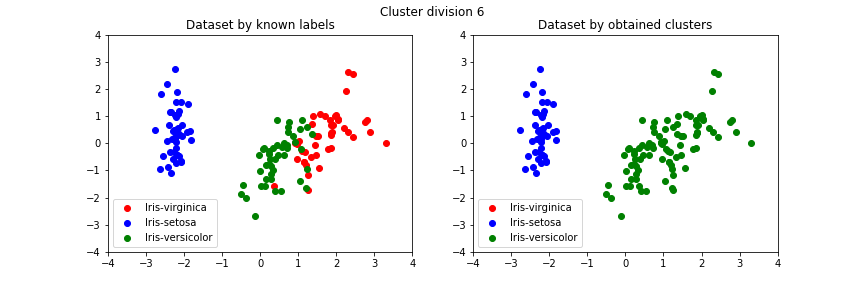 Cluster division 6
Dataset by known labels
4
3
2
1
0
−1
−2
−3
−4
−4 −3 −2 −1 0 1 2 3 4
Iris-virginica
Iris-setosa
Iris-versicolor
Dataset by obtained clusters
4
3
2
1
0
−1
−2
−3
−4
−4 −3 −2 −1 0 1 2 3 4
Iris-virginica
Iris-setosa
Iris-versicolor